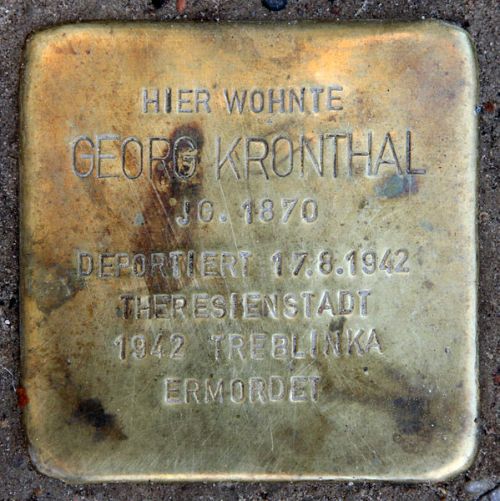 HIER WOHNTE
GEORG KRONTHAL
JG. 1870
DEPORTIERT 17.8.1942
THERESIENSTADT
1942 TREBLINKA
ERMORDET